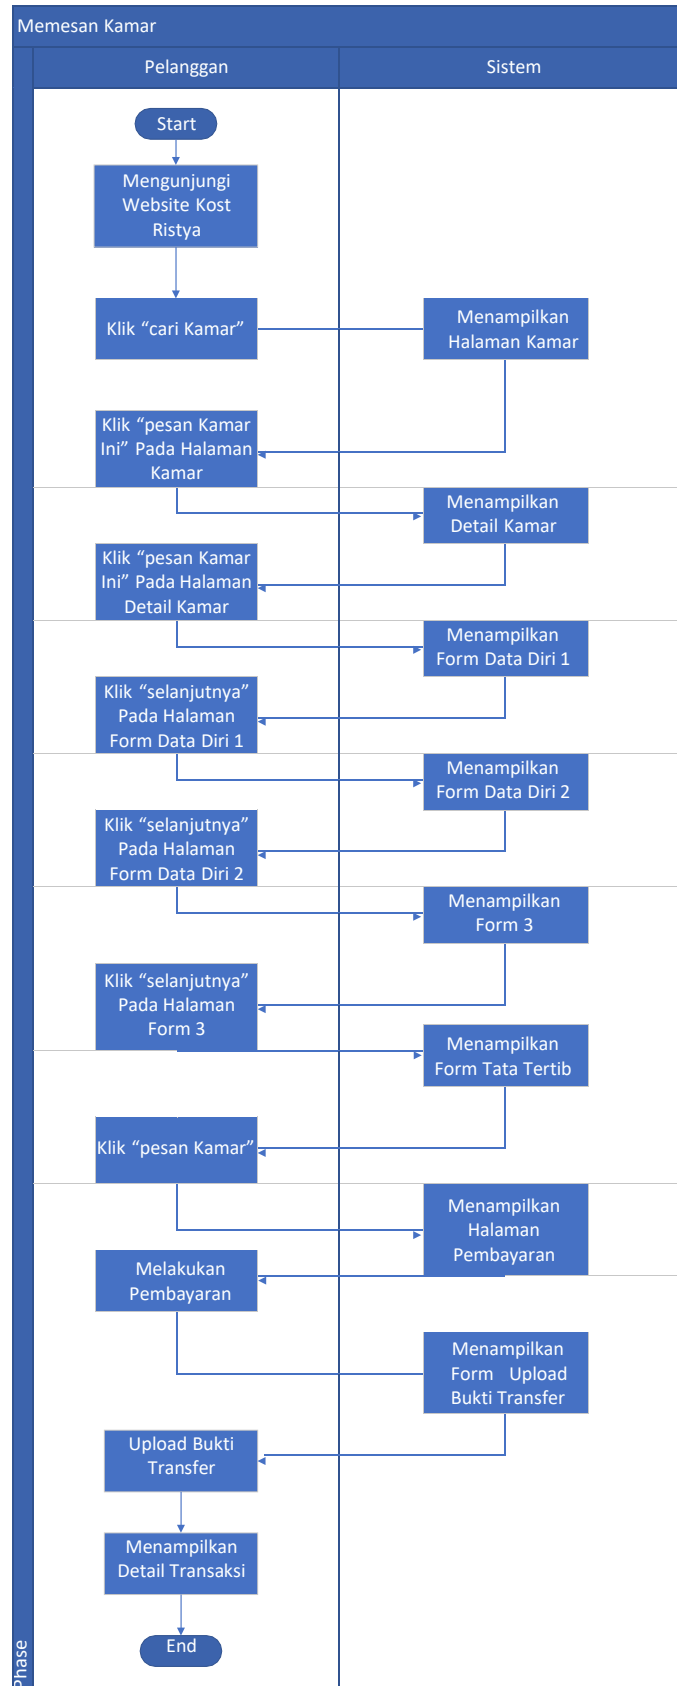 Memesan Kamar
Pelanggan
Sistem
Start
Mengunjungi
Website Kost
Ristya
Klik “cari Kamar”
Menampilkan
Halaman Kamar
Klik “pesan Kamar
Ini” Pada Halaman
Kamar
Menampilkan
Detail Kamar
Klik “pesan Kamar
Ini” Pada Halaman
Detail Kamar
Menampilkan
Form Data Diri 1
Klik “selanjutnya”
Pada Halaman
Form Data Diri 1
Menampilkan
Form Data Diri 2
Klik “selanjutnya”
Pada Halaman
Form Data Diri 2
Menampilkan
Form 3
Klik “selanjutnya”
Pada Halaman
Form 3
Menampilkan
Form Tata Tertib
Klik “pesan Kamar”
Menampilkan
Halaman
Pembayaran
Melakukan
Pembayaran
Menampilkan
Form Upload
Bukti Transfer
Upload Bukti
Transfer
Menampilkan
Detail Transaksi
End
Phase